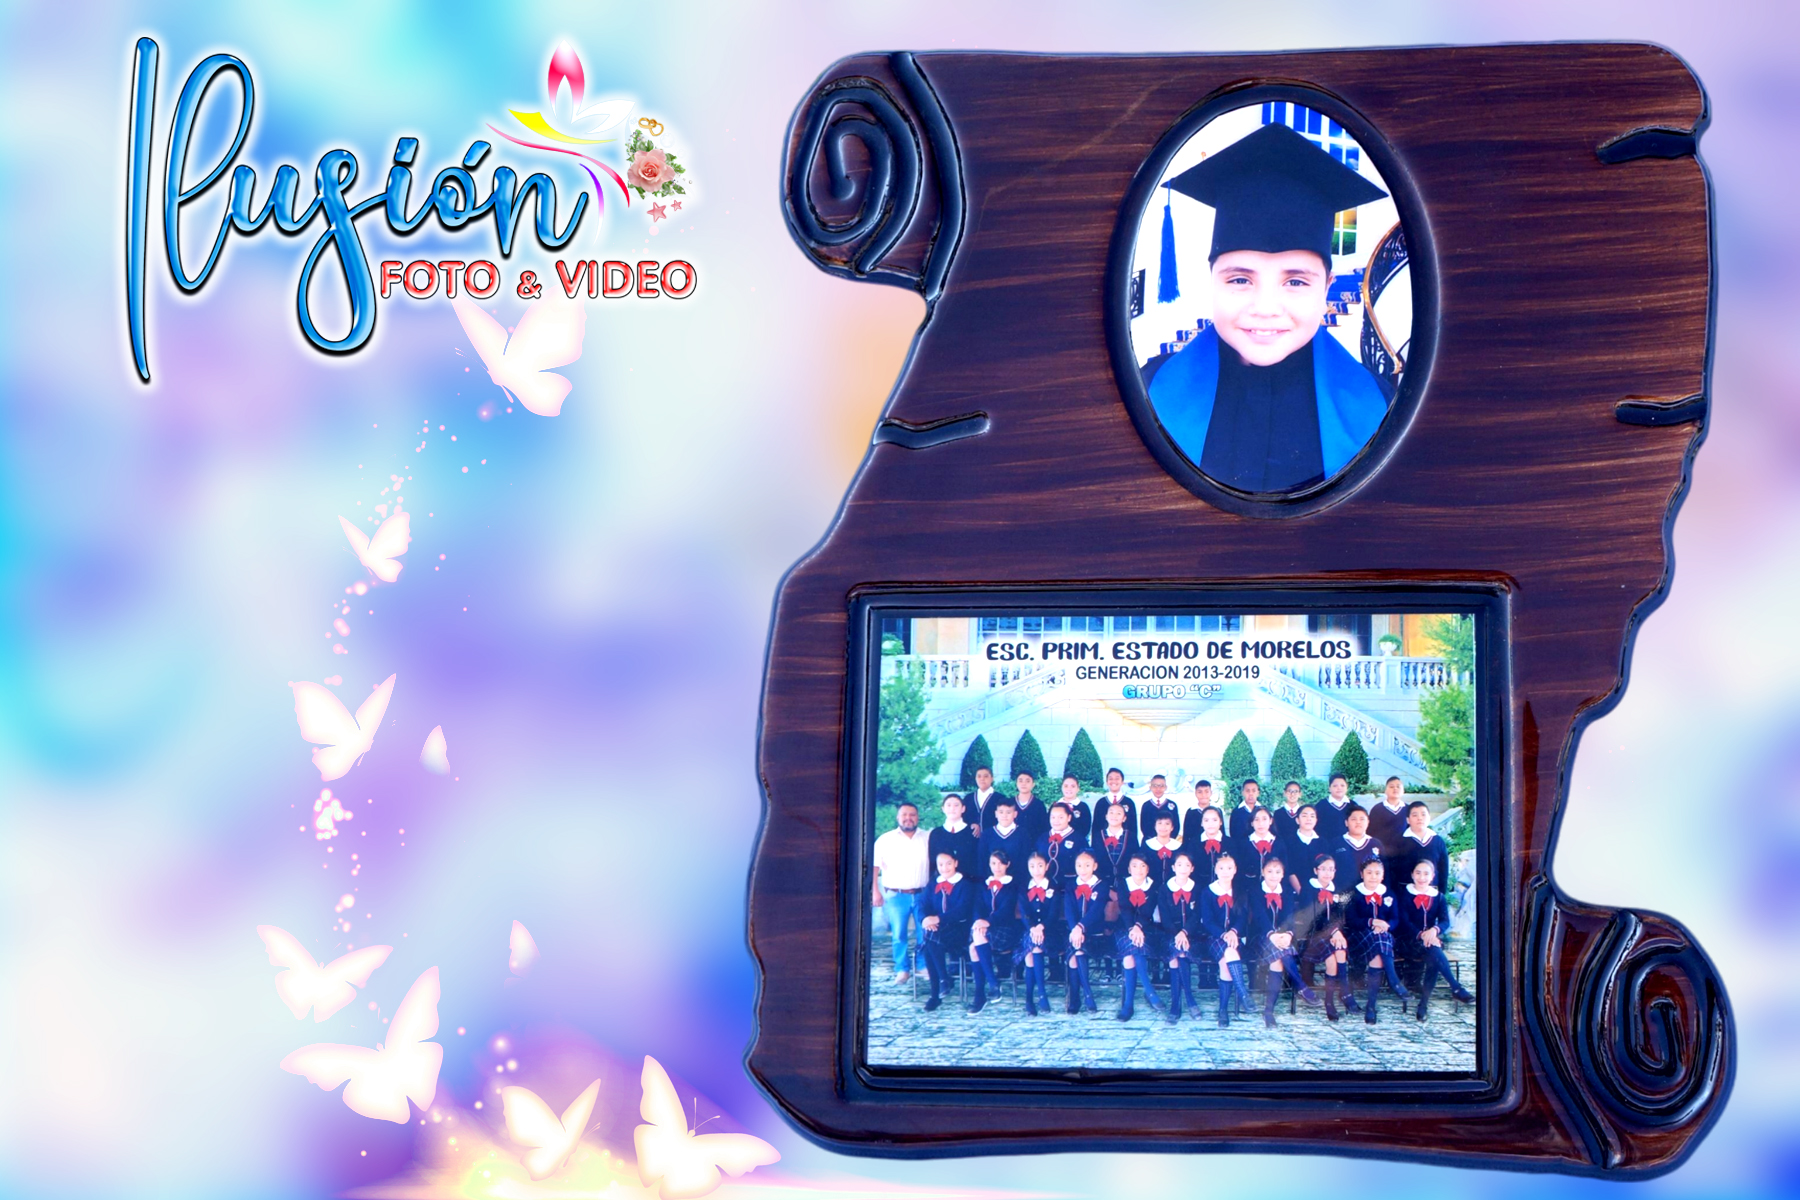 Ilusión
FOTO & VIDEO
ESC. PRIM. ESTADO DE MORELOS
GENERACION 2013-2019
GRUPO "C"